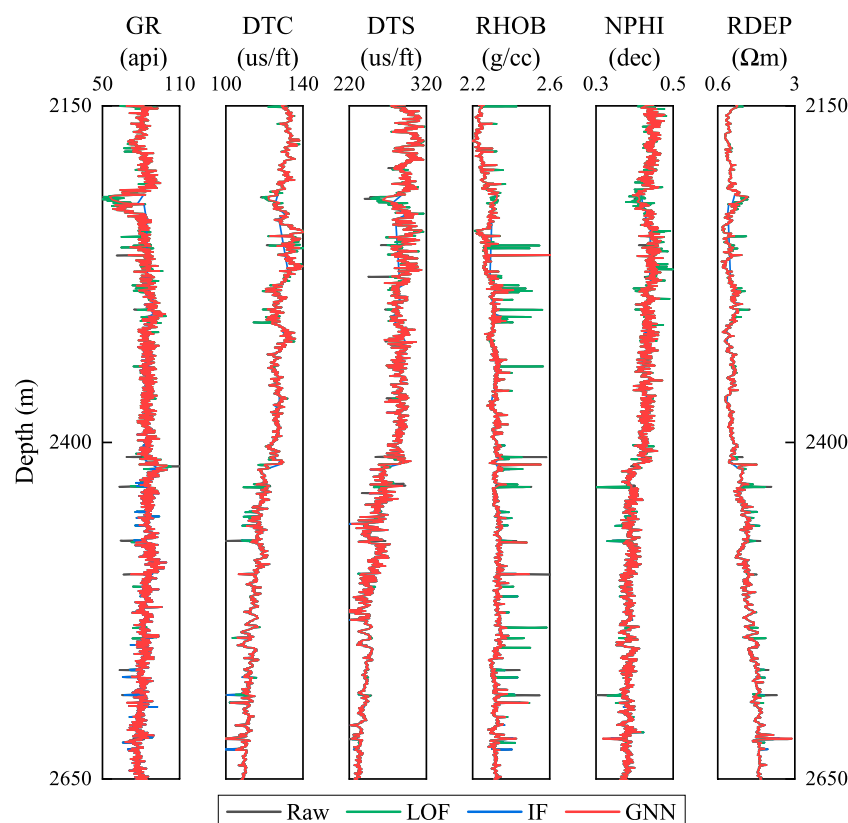 GR DTC DTS RHOB NPHI RDEP
(api) (us/ft) (us/ft) (g/cc) (dec) (Ωm)
50 110 100 140 220 320 2.2 2.6 0.3 0.5 0.6 3
2150 2150
Depth (m)
2400 2400
2650 2650
Raw LOF IF GNN